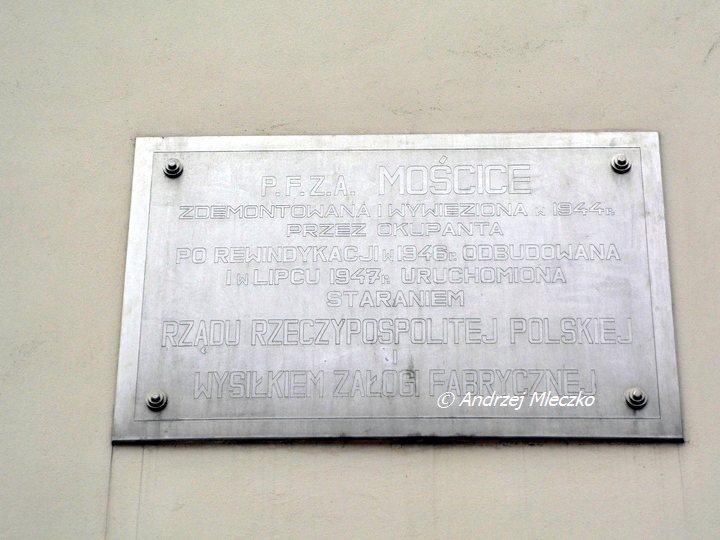 P.F.Z.A. MOŚCICE
ZDEMONTOWANA I WYWIEZIONA W 1944R.
PRZEZ OKUPANTA
PO REWINDYKACJI W 1946R. ODBUDOWANA
I W LIPCU 1947R. URUCHOMIONA
STARANIEM
RZĄDU RZECZYPOSPOLITEJ POLSKIEJ
I
WYSIŁKIEM ZAŁOGI FABRYCZNEJ
© Andrzej Mleczko